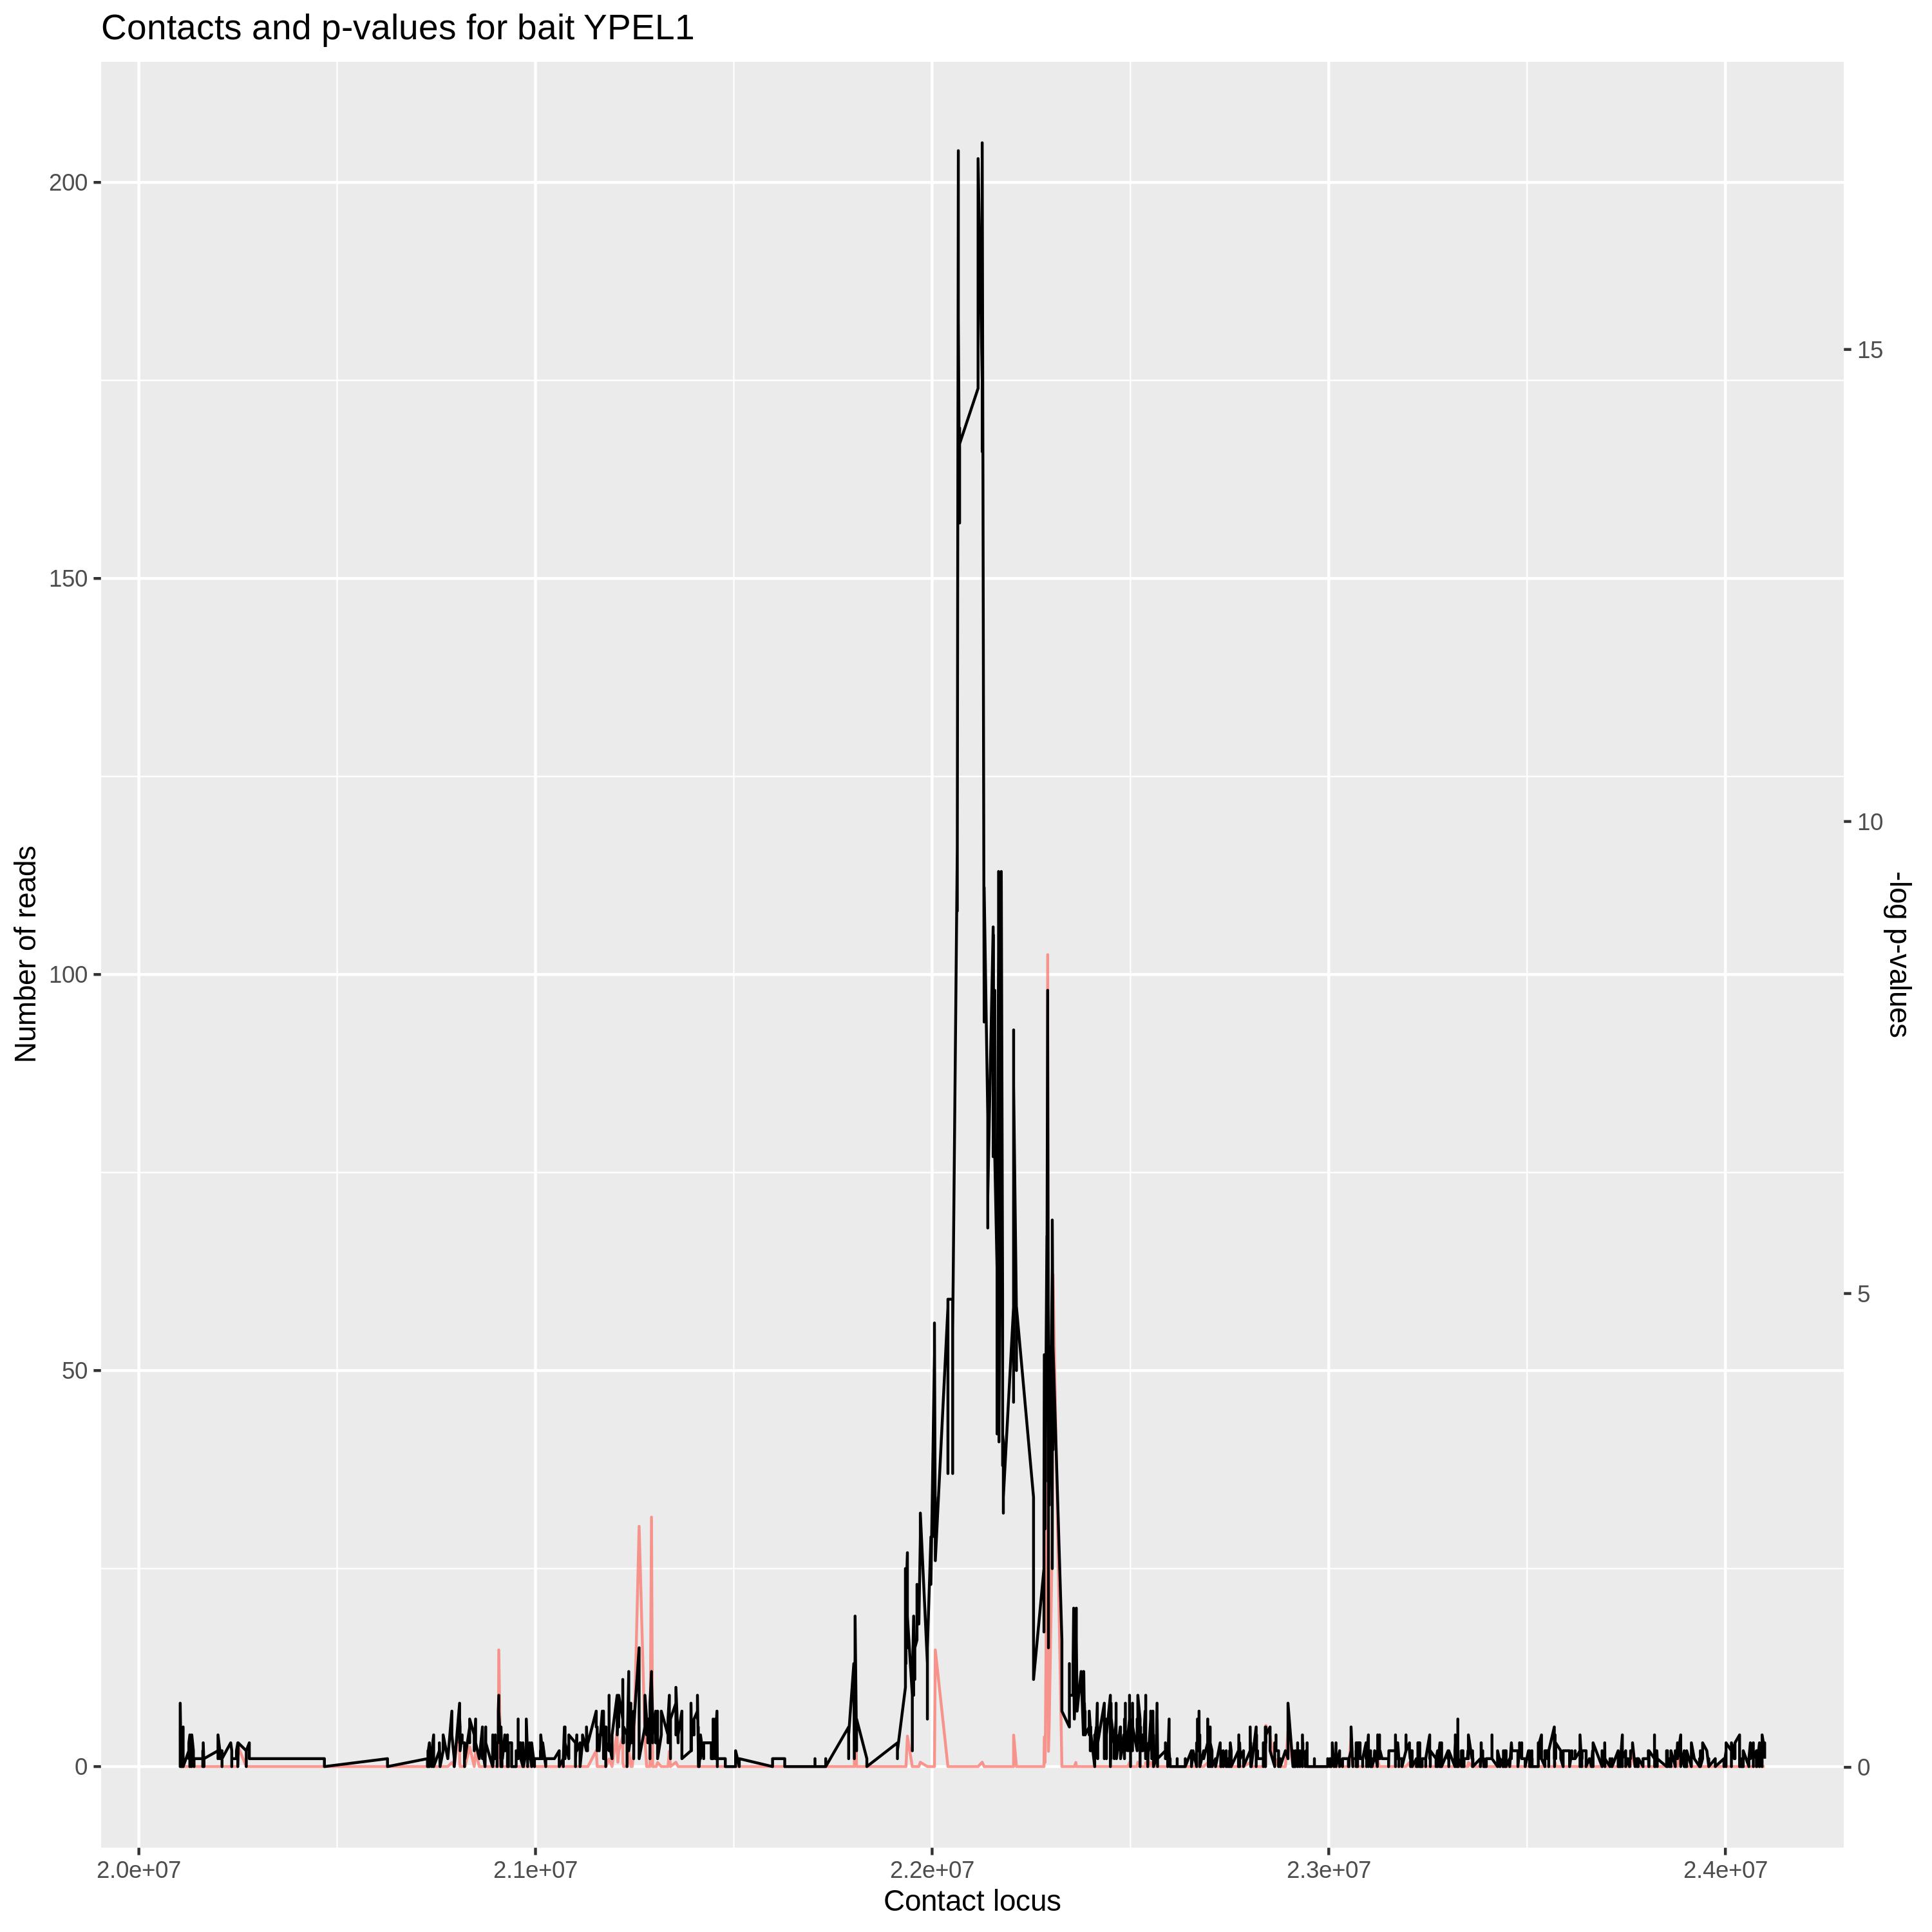 Contacts and p-values for bait YPEL1
Number of reads
200
150
100
50
0
15
10
5
0
-log p-values
2.0e+07
2.1e+07
2.2e+07
2.3e+07
2.4e+07
Contact locus